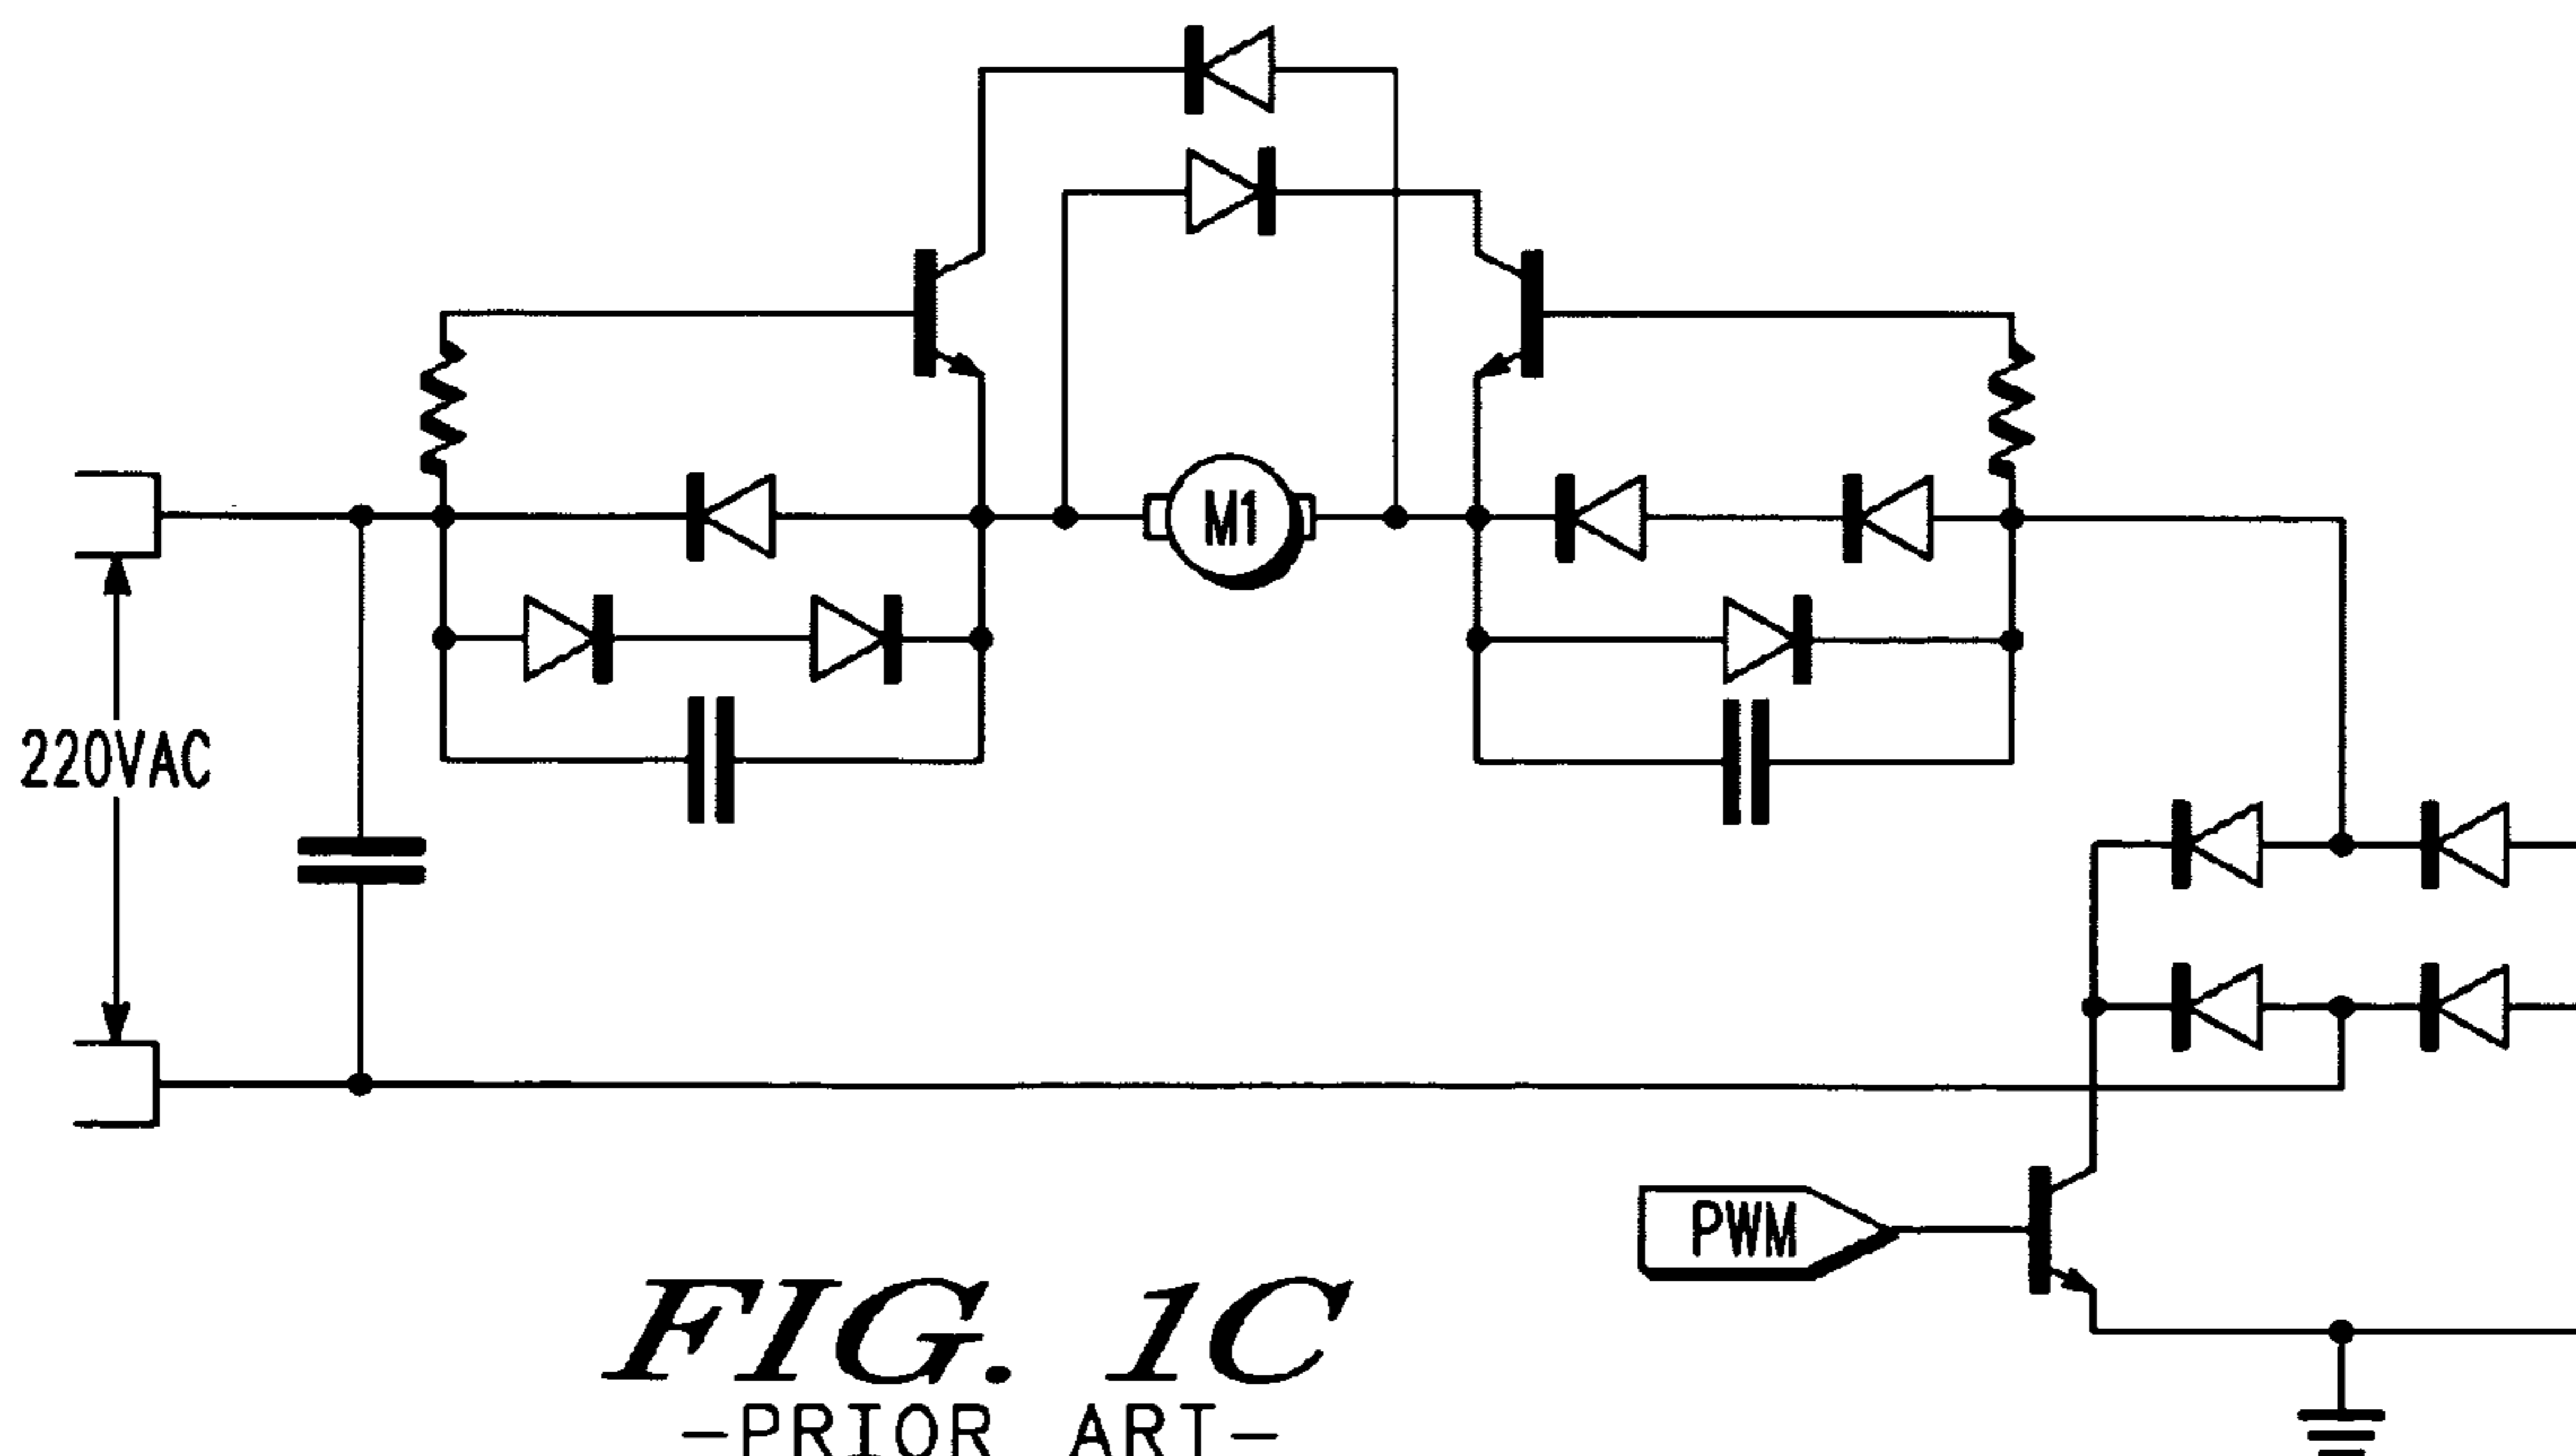 M1
220VAC
PWM
FIG. 1C
-PRIOR ART-